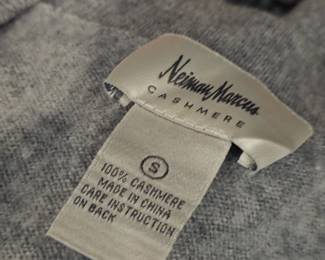 Neiman Marcus
CASHMERE
S
100% CASHMERE
MADE IN CHINA
CARE INSTRUCTION
ON BACK